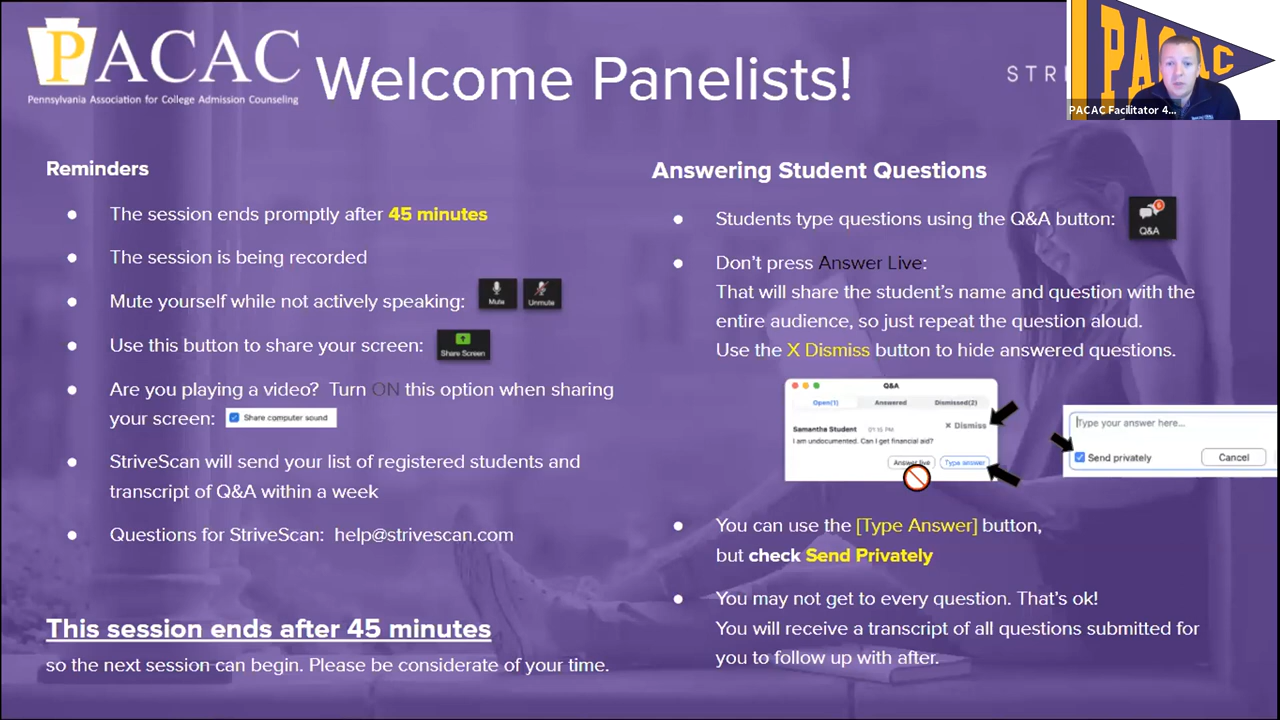 PACAC
Pennsylvania Association for College Admission Counseling
Welcome Panelists!
STRI
PACAC
PACAC Facilitator 4...
Reminders
● The session ends promptly after 45 minutes
● The session is being recorded
● Mute yourself while not actively speaking:
Mute
Unmute
● Use this button to share your screen:
Share Screen
● Are you playing a video? Turn ON this option when sharing
your screen:
Share computer sound
● StriveScan will send your list of registered students and
transcript of Q&A within a week
● Questions for StriveScan: help@strivescan.com
This session ends after 45 minutes
so the next session can begin. Please be considerate of your time.
Answering Student Questions
● Students type questions using the Q&A button:
6
Q&A
● Don't press Answer Live:
That will share the student's name and question with the
entire audience, so just repeat the question aloud.
Use the X Dismiss button to hide answered questions.
Q&A
Open(1) Answered Dismissed(2)
Samantha Student 01:15 PM × Dismiss
I am undocumented. Can I get financial aid?
Answer live Type answer
Type your answer here...
Send privately Cancel
● You can use the [Type Answer] button,
but check Send Privately
● You may not get to every question. That's ok!
You will receive a transcript of all questions submitted for
you to follow up with after.